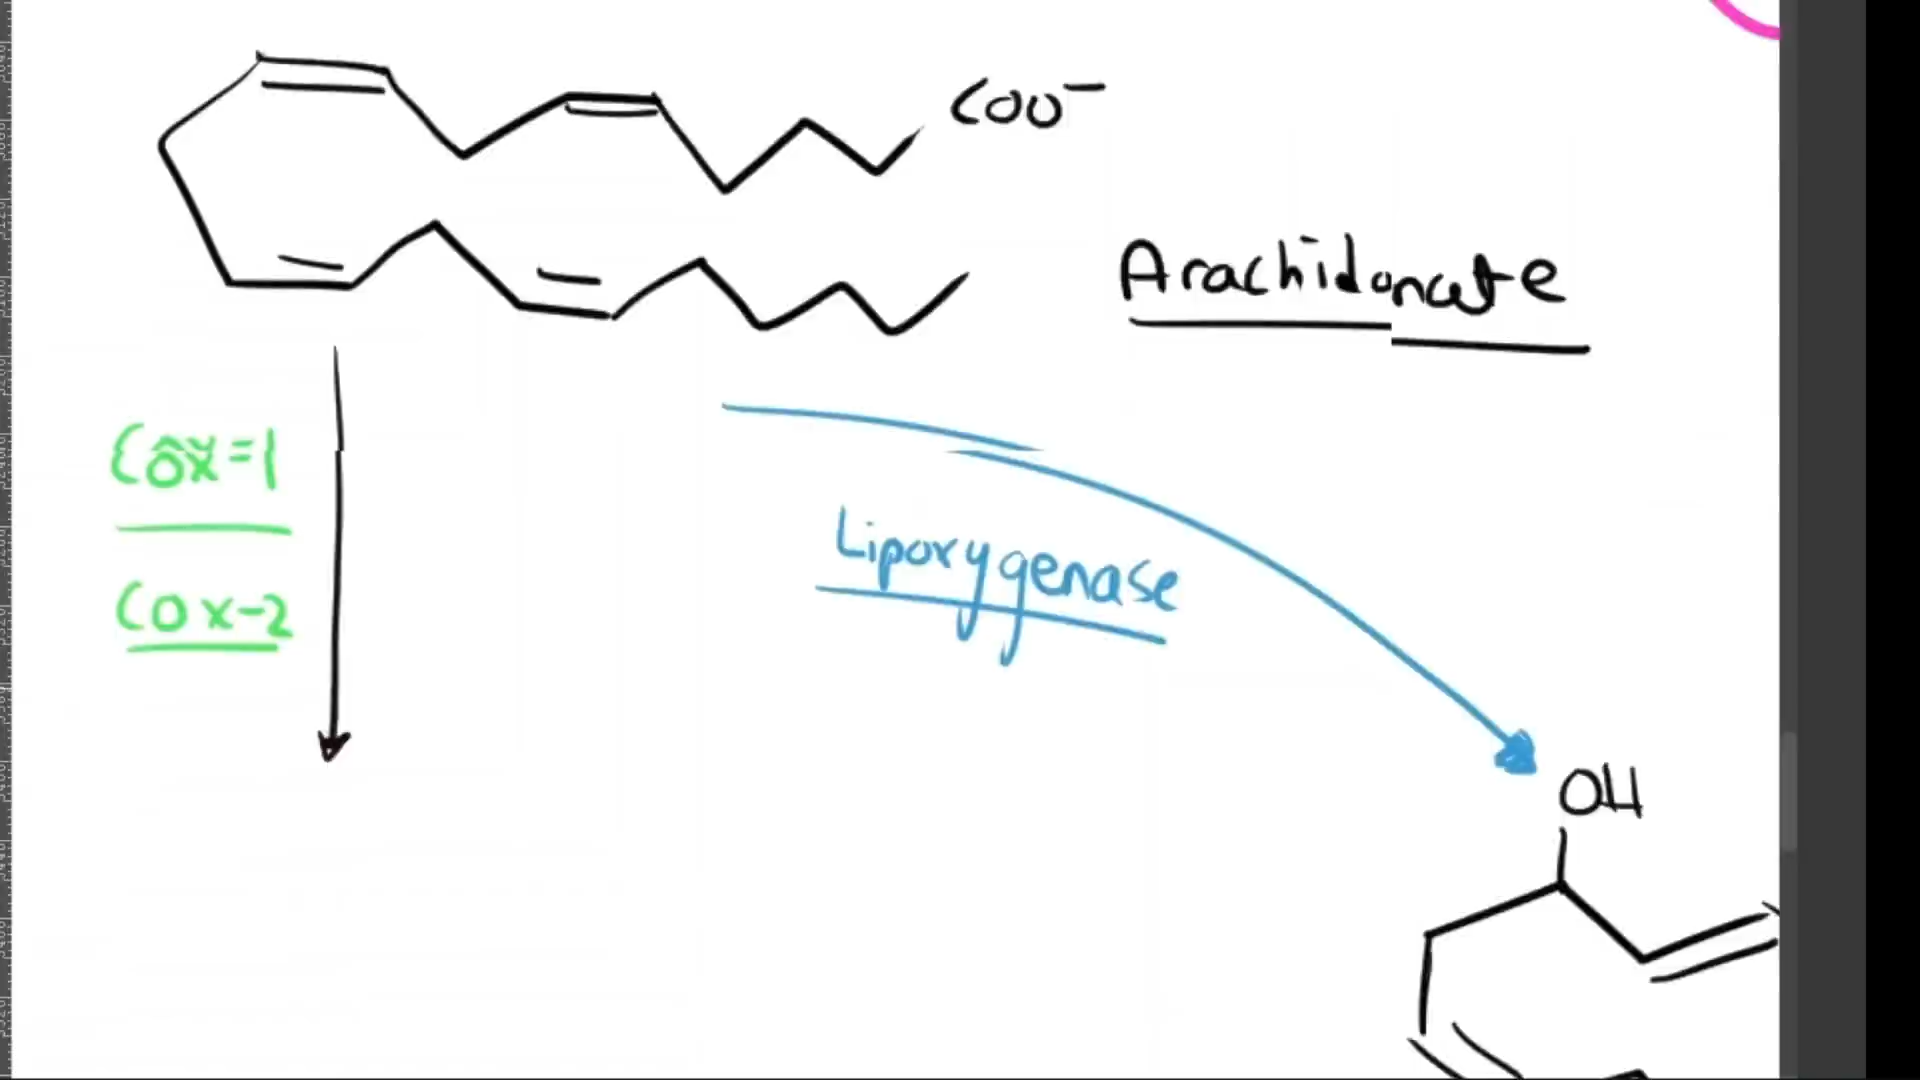 COO⁻
Arachidonate
Cox-1
Cox-2
Lipoxygenase
OH